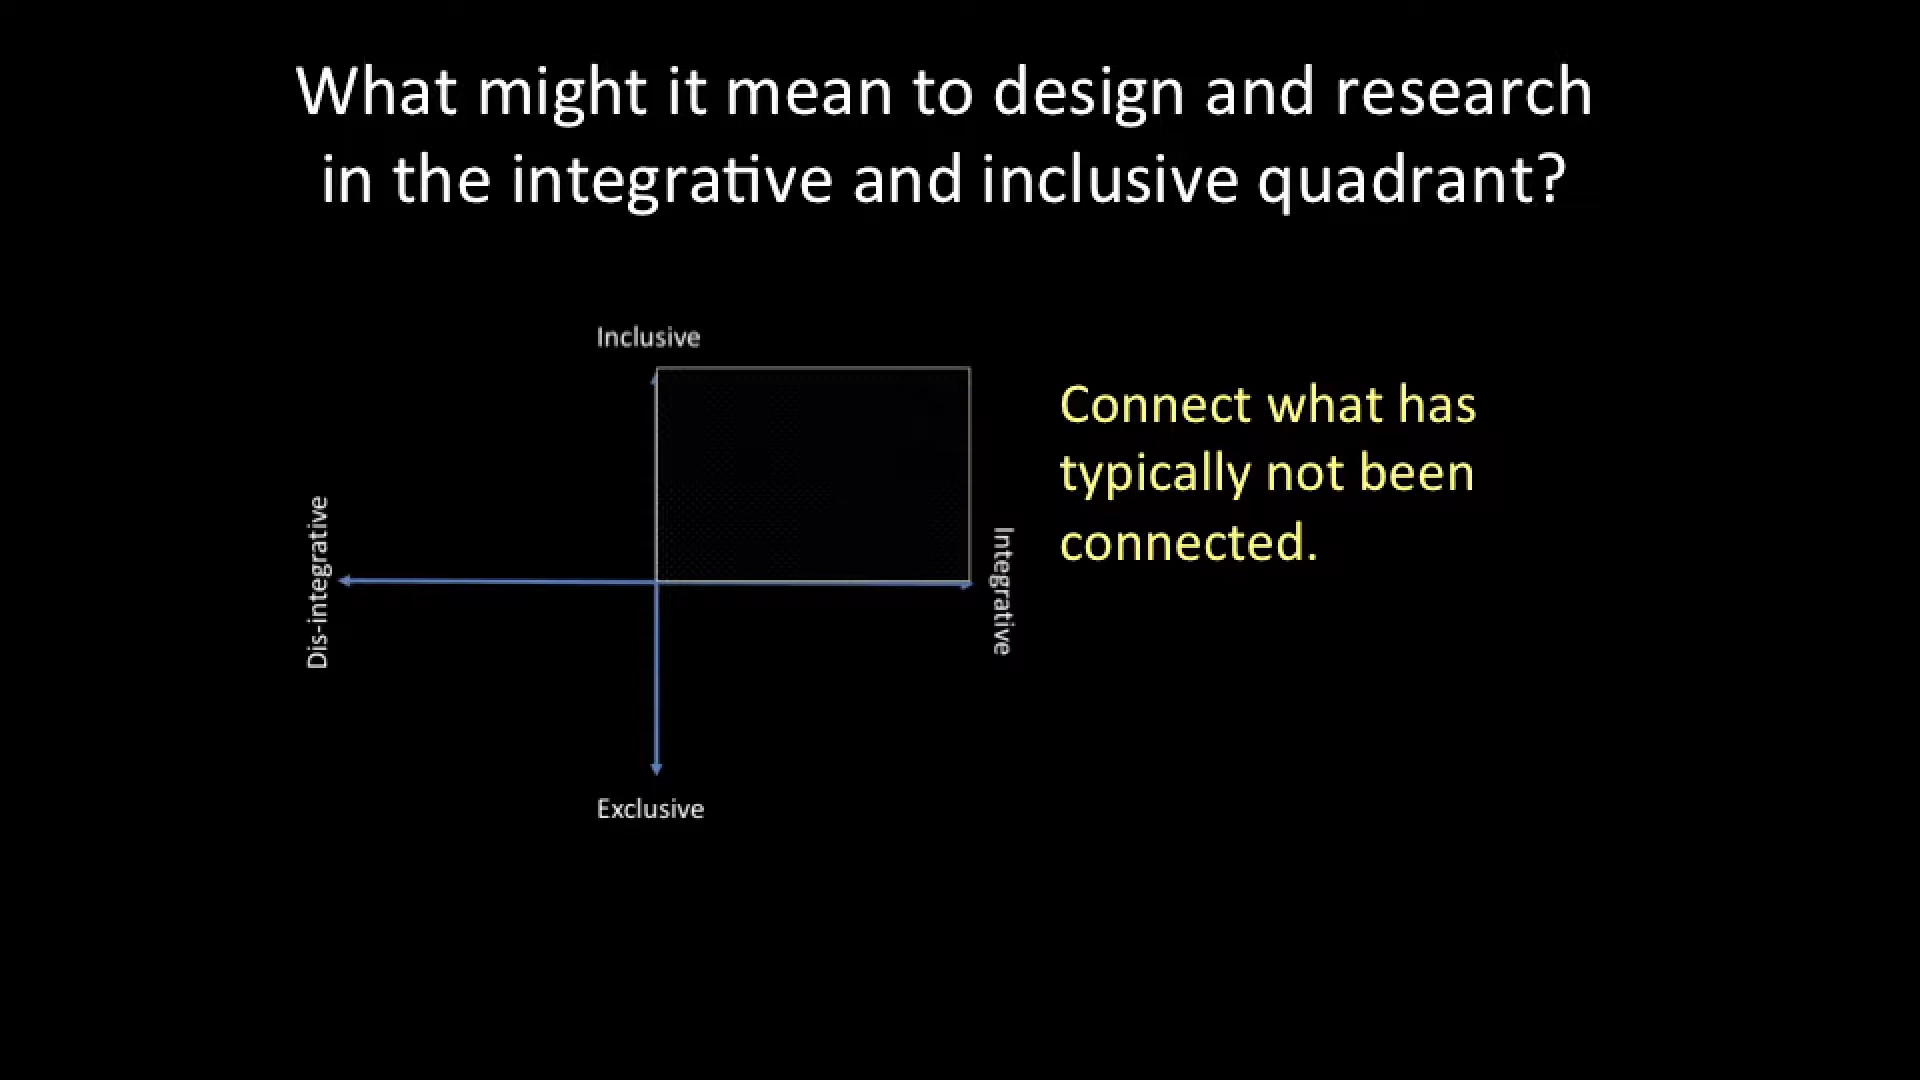 What might it mean to design and research
in the integrative and inclusive quadrant?
Inclusive
Connect what has
typically not been
connected.
Dis-integrative
Integrative
Exclusive